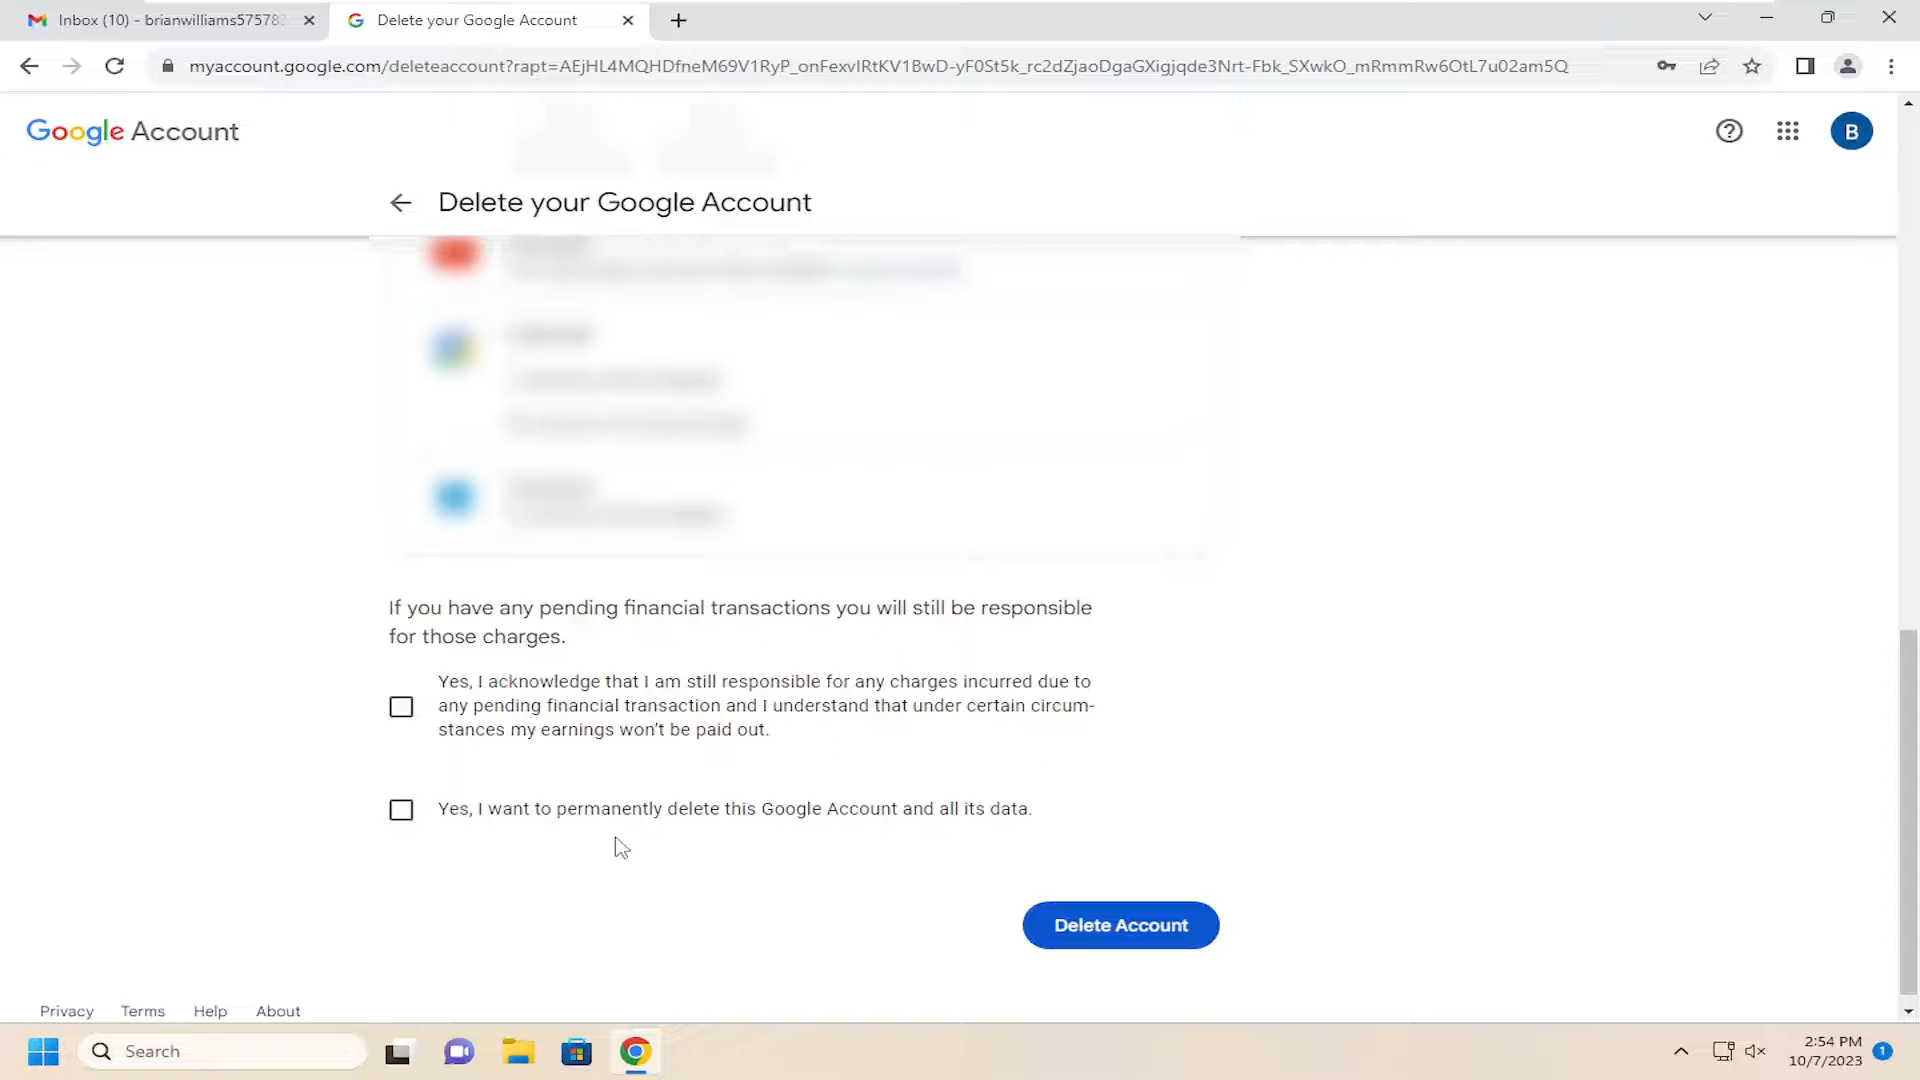 Inbox (10) - brianwilliams57578
Delete your Google Account
myaccount.google.com/deleteaccount?rapt=AEjHL4MQHDfneM69V1RyP_onFexvIRtKV1BwD-yF0St5k_rc2dZjaoDgaGXigjqde3Nrt-Fbk_SXwkO_mRmmRw6OtL7u02am5Q
Google Account
B
Delete your Google Account
If you have any pending financial transactions you will still be responsible
for those charges.
Yes, I acknowledge that I am still responsible for any charges incurred due to
any pending financial transaction and I understand that under certain circum-
stances my earnings won't be paid out.
Yes, I want to permanently delete this Google Account and all its data.
Delete Account
Privacy Terms Help About
Search
2:54 PM
10/7/2023
1